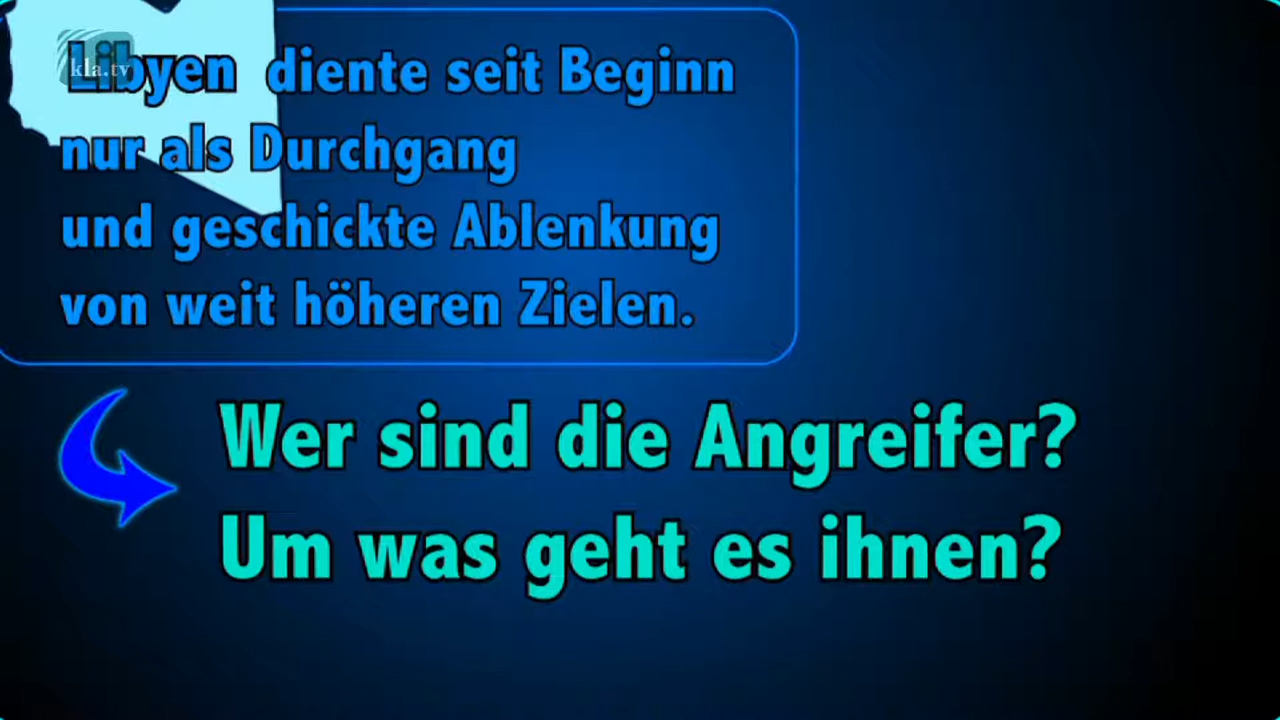 kla.tv
Libyen diente seit Beginn
nur als Durchgang
und geschickte Ablenkung
von weit höheren Zielen.
Wer sind die Angreifer?
Um was geht es ihnen?